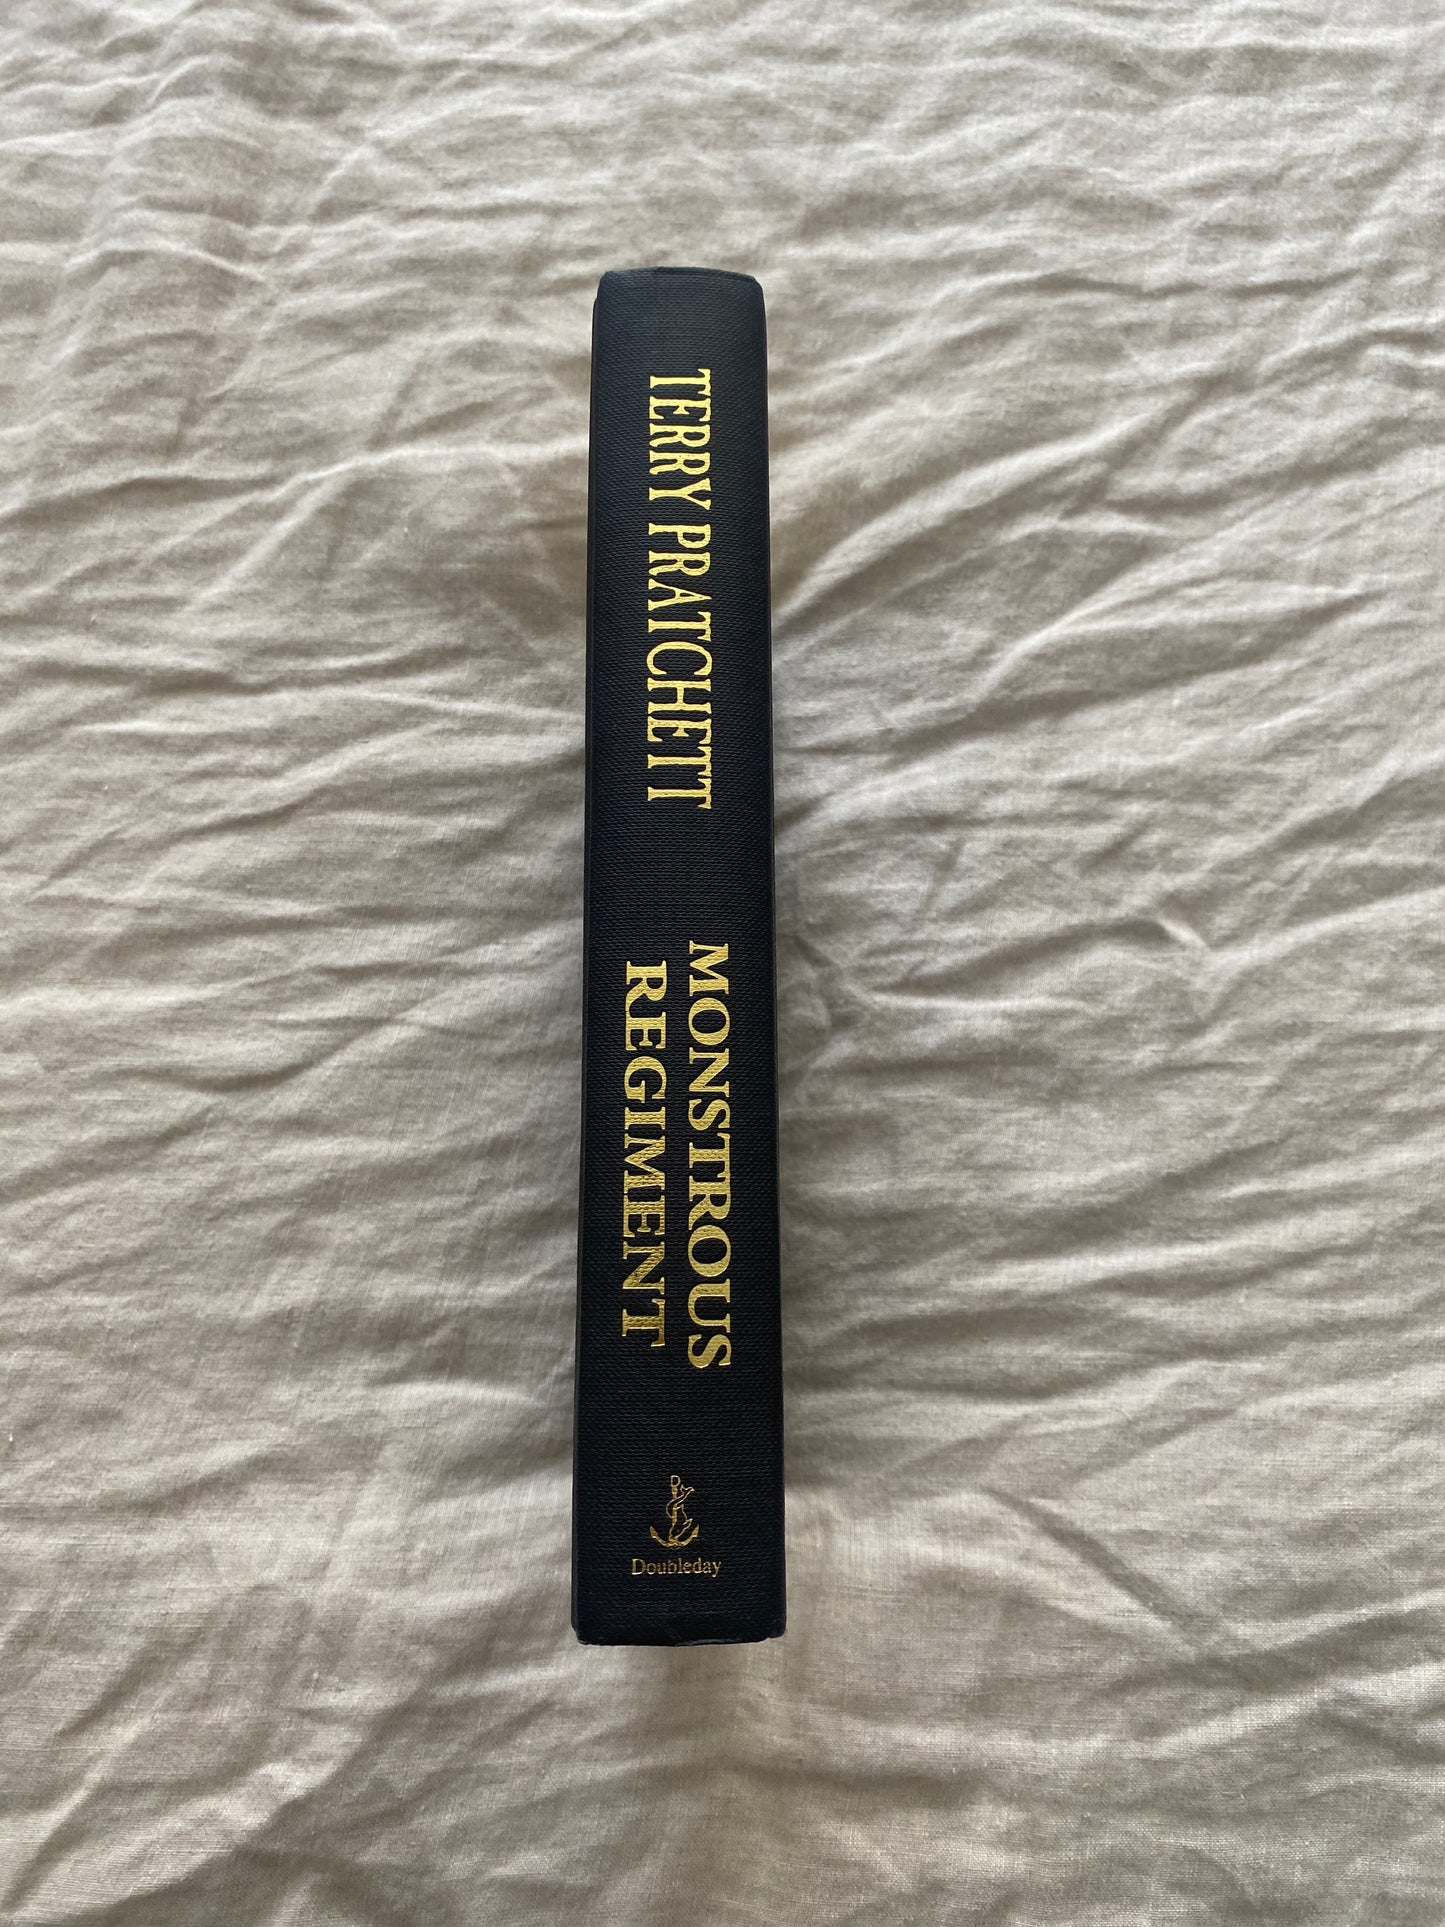 TERRY PRATCHETT
MONSTROUS
REGIMENT
D
Doubleday